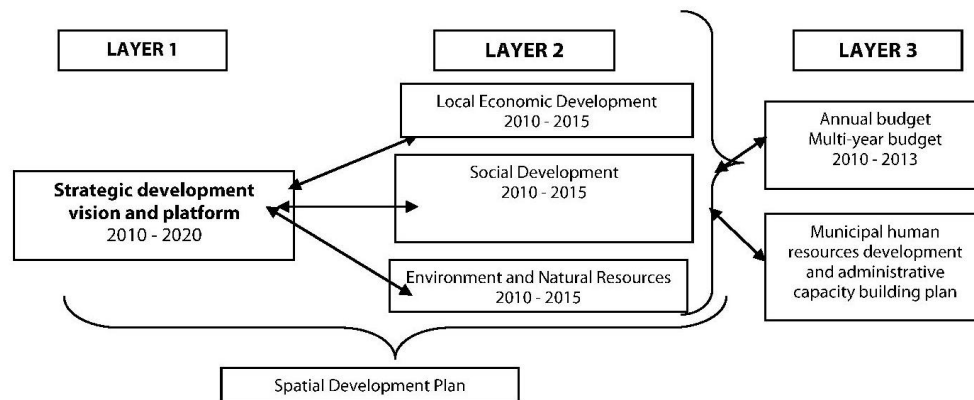 LAYER 1
LAYER 2
LAYER 3
Strategic development
vision and platform
2010 - 2020
Local Economic Development
2010 - 2015
Social Development
2010 - 2015
Environment and Natural Resources
2010 - 2015
Annual budget
Multi-year budget
2010 - 2013
Municipal human
resources development
and administrative
capacity building plan
Spatial Development Plan